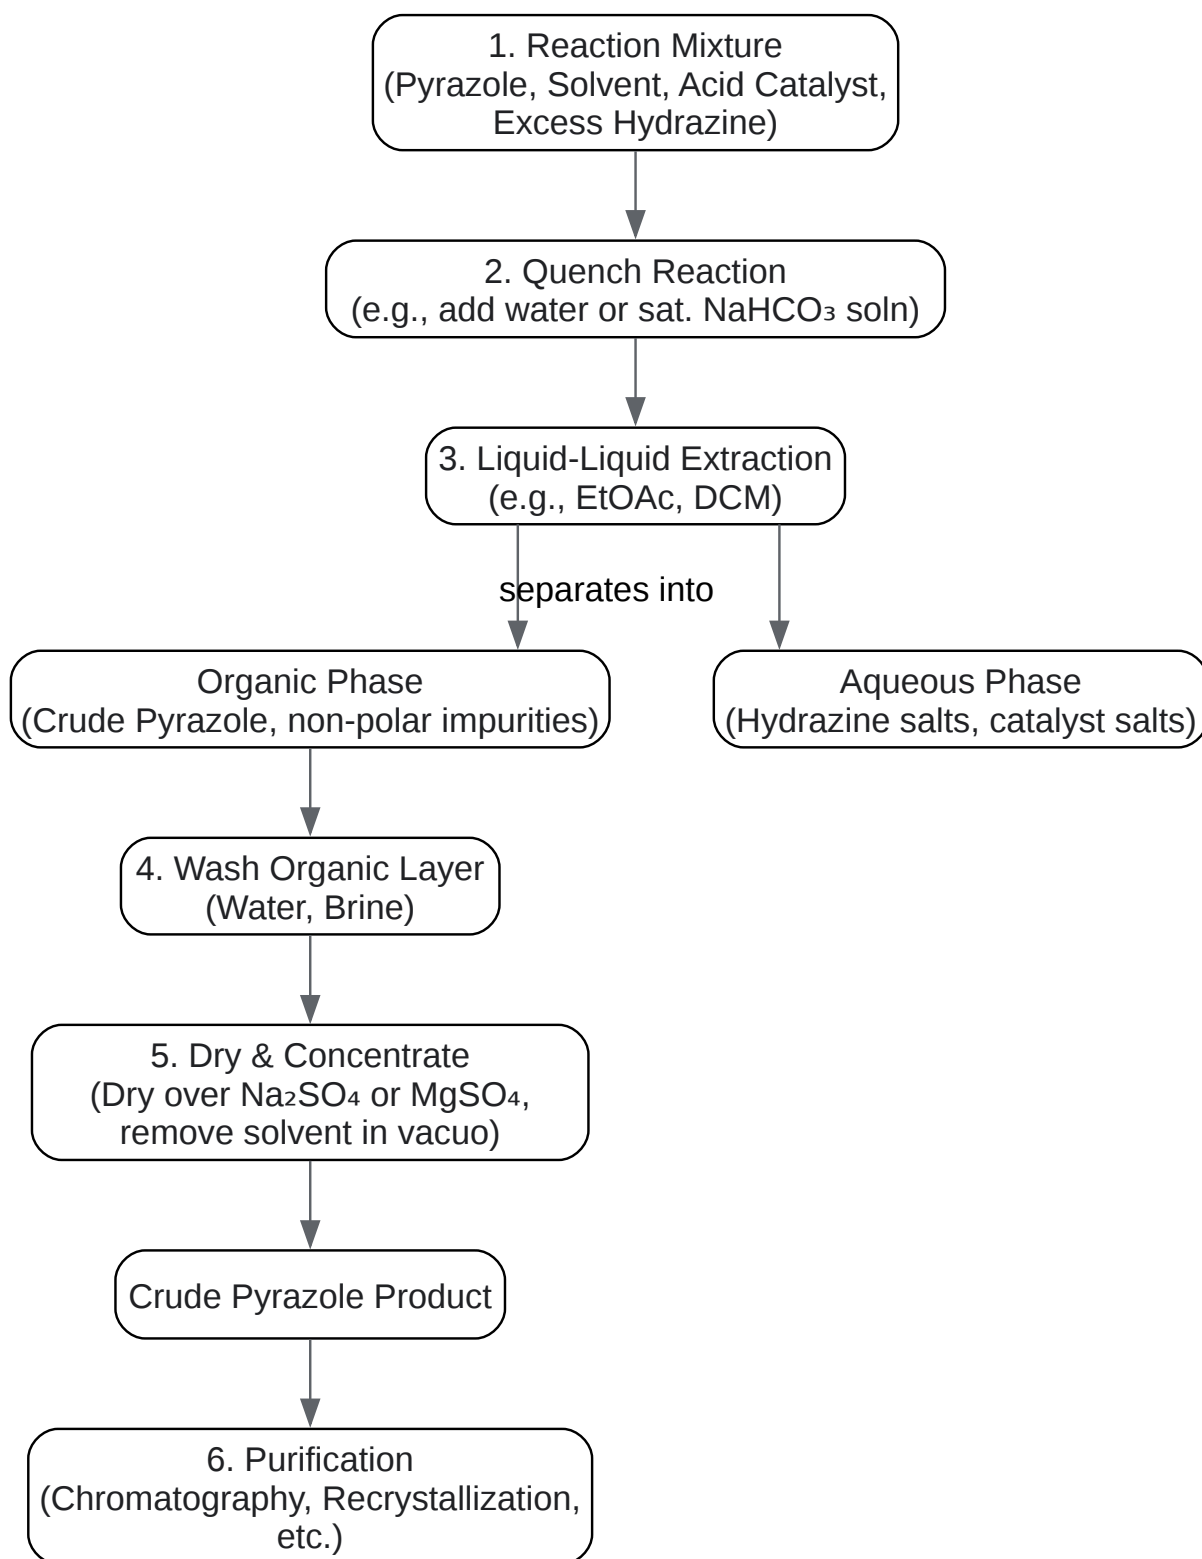 1. Reaction Mixture
(Pyrazole, Solvent, Acid Catalyst,
Excess Hydrazine)
2. Quench Reaction
(e.g., add water or sat. NaHCO₃ soln)
3. Liquid-Liquid Extraction
(e.g., EtOAc, DCM)
separates into
Organic Phase
(Crude Pyrazole, non-polar impurities)
Aqueous Phase
(Hydrazine salts, catalyst salts)
4. Wash Organic Layer
(Water, Brine)
5. Dry & Concentrate
(Dry over Na₂SO₄ or MgSO₄,
remove solvent in vacuo)
Crude Pyrazole Product
6. Purification
(Chromatography, Recrystallization,
etc.)